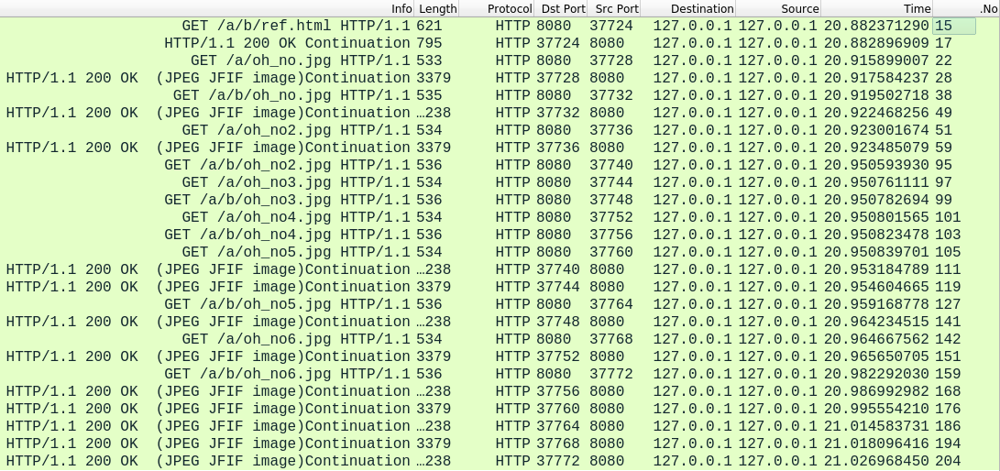 Info Length Protocol Dst Port Src Port Destination Source Time .No
GET /a/b/ref.html HTTP/1.1 621 HTTP 8080 37724 127.0.0.1 127.0.0.1 20.882371290 15
HTTP/1.1 200 OK Continuation 795 HTTP 37724 8080 127.0.0.1 127.0.0.1 20.882896909 17
GET /a/oh_no.jpg HTTP/1.1 533 HTTP 8080 37728 127.0.0.1 127.0.0.1 20.915899007 22
HTTP/1.1 200 OK (JPEG JFIF image)Continuation 3379 HTTP 37728 8080 127.0.0.1 127.0.0.1 20.917584237 28
GET /a/b/oh_no.jpg HTTP/1.1 535 HTTP 8080 37732 127.0.0.1 127.0.0.1 20.919502718 38
HTTP/1.1 200 OK (JPEG JFIF image)Continuation …238 HTTP 37732 8080 127.0.0.1 127.0.0.1 20.922468256 49
GET /a/oh_no2.jpg HTTP/1.1 534 HTTP 8080 37736 127.0.0.1 127.0.0.1 20.923001674 51
HTTP/1.1 200 OK (JPEG JFIF image)Continuation 3379 HTTP 37736 8080 127.0.0.1 127.0.0.1 20.923485079 59
GET /a/b/oh_no2.jpg HTTP/1.1 536 HTTP 8080 37740 127.0.0.1 127.0.0.1 20.950593930 95
GET /a/oh_no3.jpg HTTP/1.1 534 HTTP 8080 37744 127.0.0.1 127.0.0.1 20.950761111 97
GET /a/b/oh_no3.jpg HTTP/1.1 536 HTTP 8080 37748 127.0.0.1 127.0.0.1 20.950782694 99
GET /a/oh_no4.jpg HTTP/1.1 534 HTTP 8080 37752 127.0.0.1 127.0.0.1 20.950801565 101
GET /a/b/oh_no4.jpg HTTP/1.1 536 HTTP 8080 37756 127.0.0.1 127.0.0.1 20.950823478 103
GET /a/oh_no5.jpg HTTP/1.1 534 HTTP 8080 37760 127.0.0.1 127.0.0.1 20.950839701 105
HTTP/1.1 200 OK (JPEG JFIF image)Continuation …238 HTTP 37740 8080 127.0.0.1 127.0.0.1 20.953184789 111
HTTP/1.1 200 OK (JPEG JFIF image)Continuation 3379 HTTP 37744 8080 127.0.0.1 127.0.0.1 20.954604665 119
GET /a/b/oh_no5.jpg HTTP/1.1 536 HTTP 8080 37764 127.0.0.1 127.0.0.1 20.959168778 127
HTTP/1.1 200 OK (JPEG JFIF image)Continuation …238 HTTP 37748 8080 127.0.0.1 127.0.0.1 20.964234515 141
GET /a/oh_no6.jpg HTTP/1.1 534 HTTP 8080 37768 127.0.0.1 127.0.0.1 20.964667562 142
HTTP/1.1 200 OK (JPEG JFIF image)Continuation 3379 HTTP 37752 8080 127.0.0.1 127.0.0.1 20.965650705 151
GET /a/b/oh_no6.jpg HTTP/1.1 536 HTTP 8080 37772 127.0.0.1 127.0.0.1 20.982292030 159
HTTP/1.1 200 OK (JPEG JFIF image)Continuation …238 HTTP 37756 8080 127.0.0.1 127.0.0.1 20.986992982 168
HTTP/1.1 200 OK (JPEG JFIF image)Continuation 3379 HTTP 37760 8080 127.0.0.1 127.0.0.1 20.995554210 176
HTTP/1.1 200 OK (JPEG JFIF image)Continuation …238 HTTP 37764 8080 127.0.0.1 127.0.0.1 21.014583731 186
HTTP/1.1 200 OK (JPEG JFIF image)Continuation 3379 HTTP 37768 8080 127.0.0.1 127.0.0.1 21.018096416 194
HTTP/1.1 200 OK (JPEG JFIF image)Continuation …238 HTTP 37772 8080 127.0.0.1 127.0.0.1 21.026968450 204